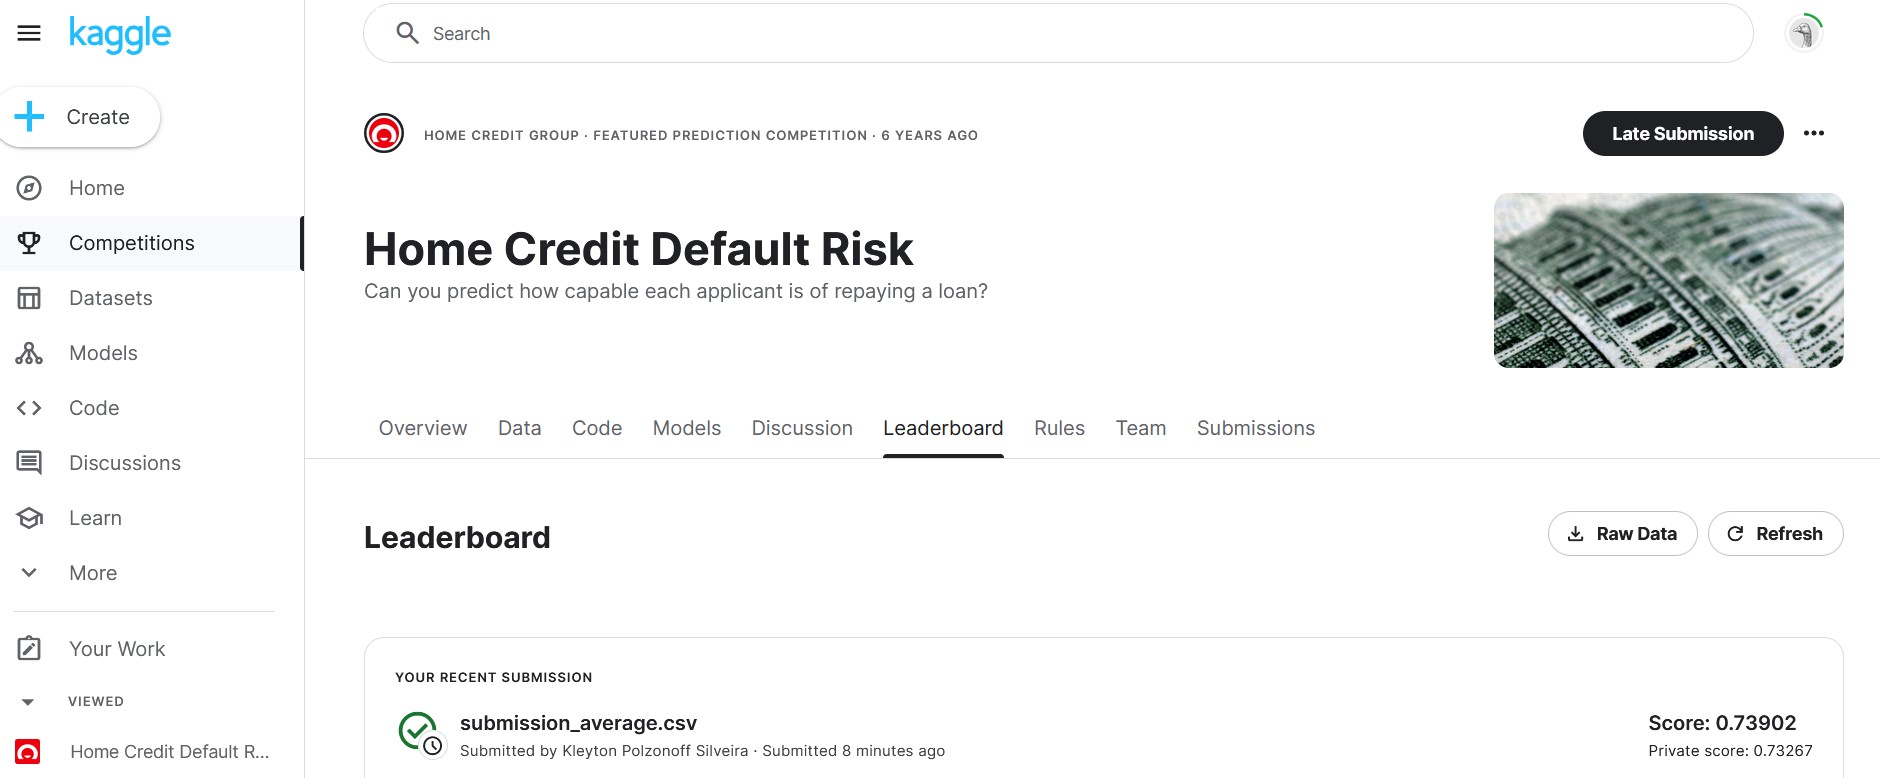 kaggle
Search
Create
Home
Competitions
Datasets
Models
Code
Discussions
Learn
More
Your Work
VIEWED
Home Credit Default R...
HOME CREDIT GROUP · FEATURED PREDICTION COMPETITION · 6 YEARS AGO
Late Submission
Home Credit Default Risk
Can you predict how capable each applicant is of repaying a loan?
Overview Data Code Models Discussion Leaderboard Rules Team Submissions
Leaderboard
Raw Data
Refresh
YOUR RECENT SUBMISSION
submission_average.csv
Submitted by Kleyton Polzonoff Silveira · Submitted 8 minutes ago
Score: 0.73902
Private score: 0.73267